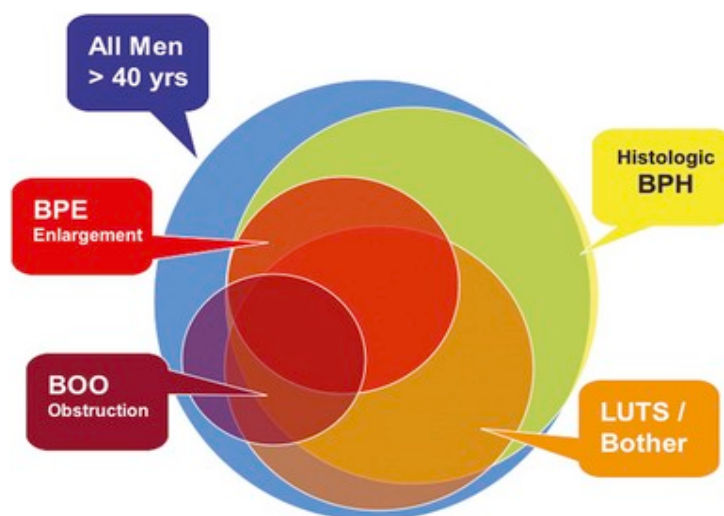 All Men
> 40 yrs
Histologic
BPH
BPE
Enlargement
BOO
Obstruction
LUTS /
Bother